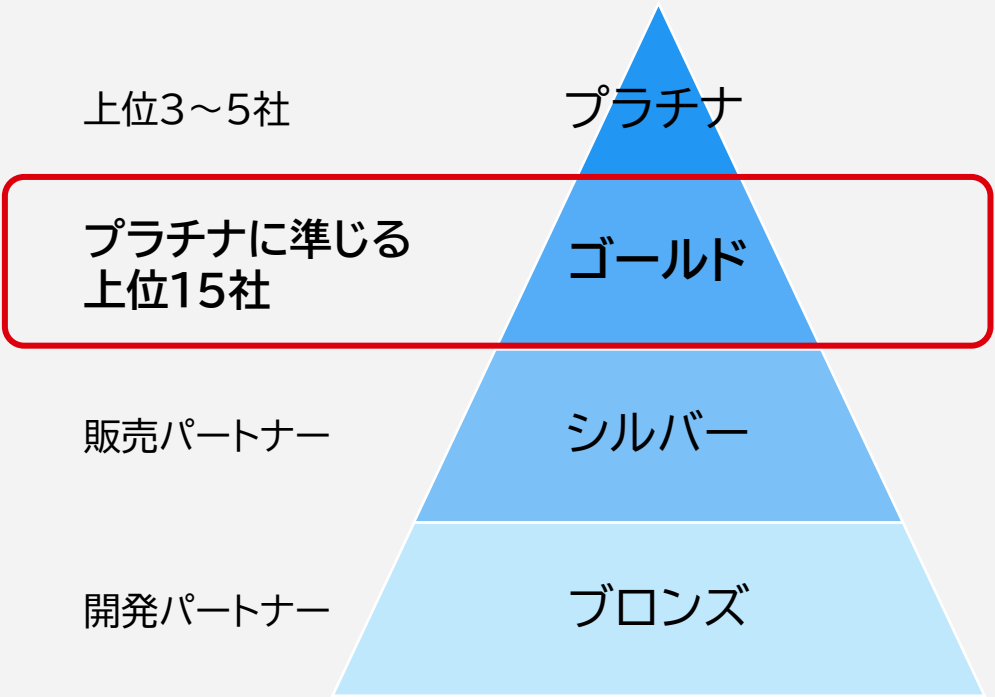 上位3～5社
プラチナ
プラチナに準じる
上位15社
ゴールド
販売パートナー
シルバー
開発パートナー
ブロンズ